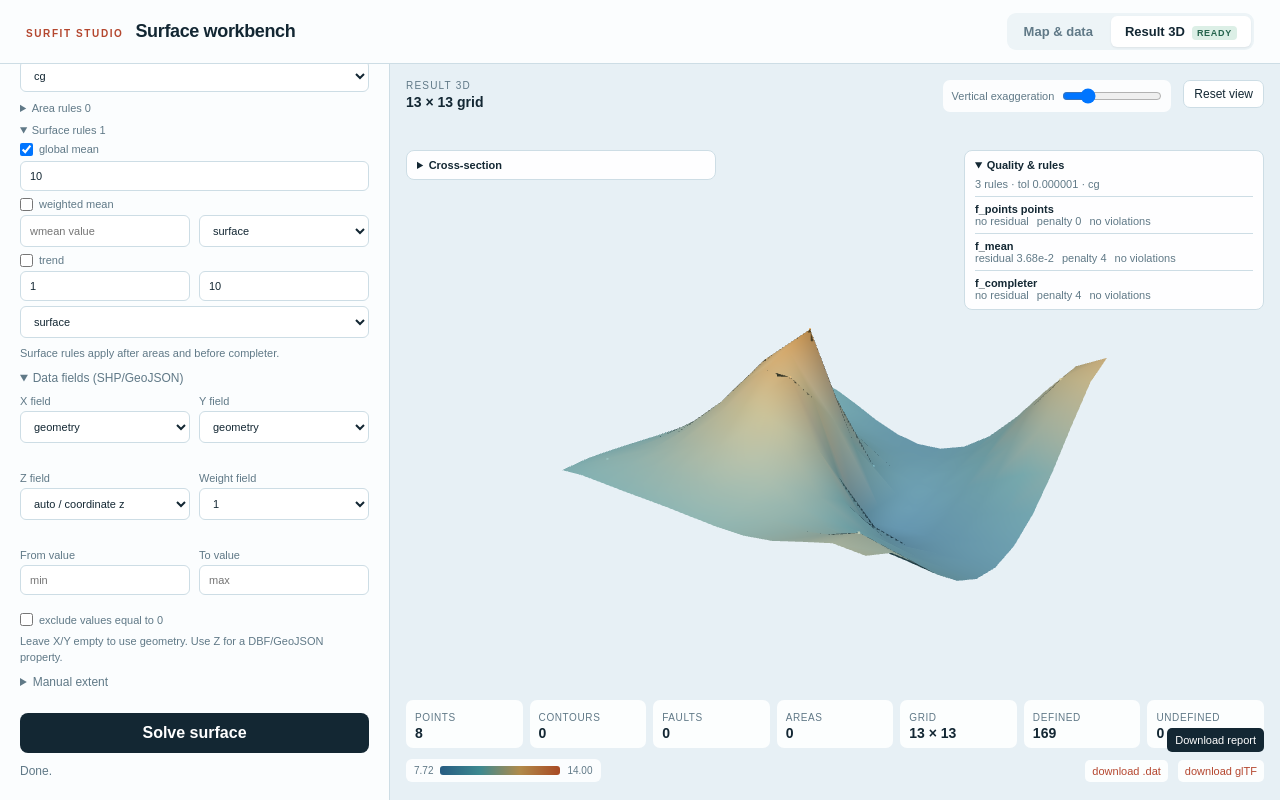 SURFIT STUDIO Surface workbench
Map & data
Result 3D READY
cg
Area rules 0
Surface rules 1
global mean
10
weighted mean
wmean value
surface
trend
1
10
surface
Surface rules apply after areas and before completer.
Data fields (SHP/GeoJSON)
X field
Y field
geometry
geometry
Z field
Weight field
auto / coordinate z
1
From value
To value
min
max
exclude values equal to 0
Leave X/Y empty to use geometry. Use Z for a DBF/GeoJSON
property.
Manual extent
Solve surface
Done.
RESULT 3D
13 × 13 grid
Vertical exaggeration
Reset view
Cross-section
Quality & rules
3 rules · tol 0.000001 · cg
f_points points
no residual penalty 0 no violations
f_mean
residual 3.68e-2 penalty 4 no violations
f_completer
no residual penalty 4 no violations
POINTS
8
CONTOURS
0
FAULTS
0
AREAS
0
GRID
13 × 13
DEFINED
169
UNDEFINED
0
Download report
7.72
14.00
download .dat
download glTF